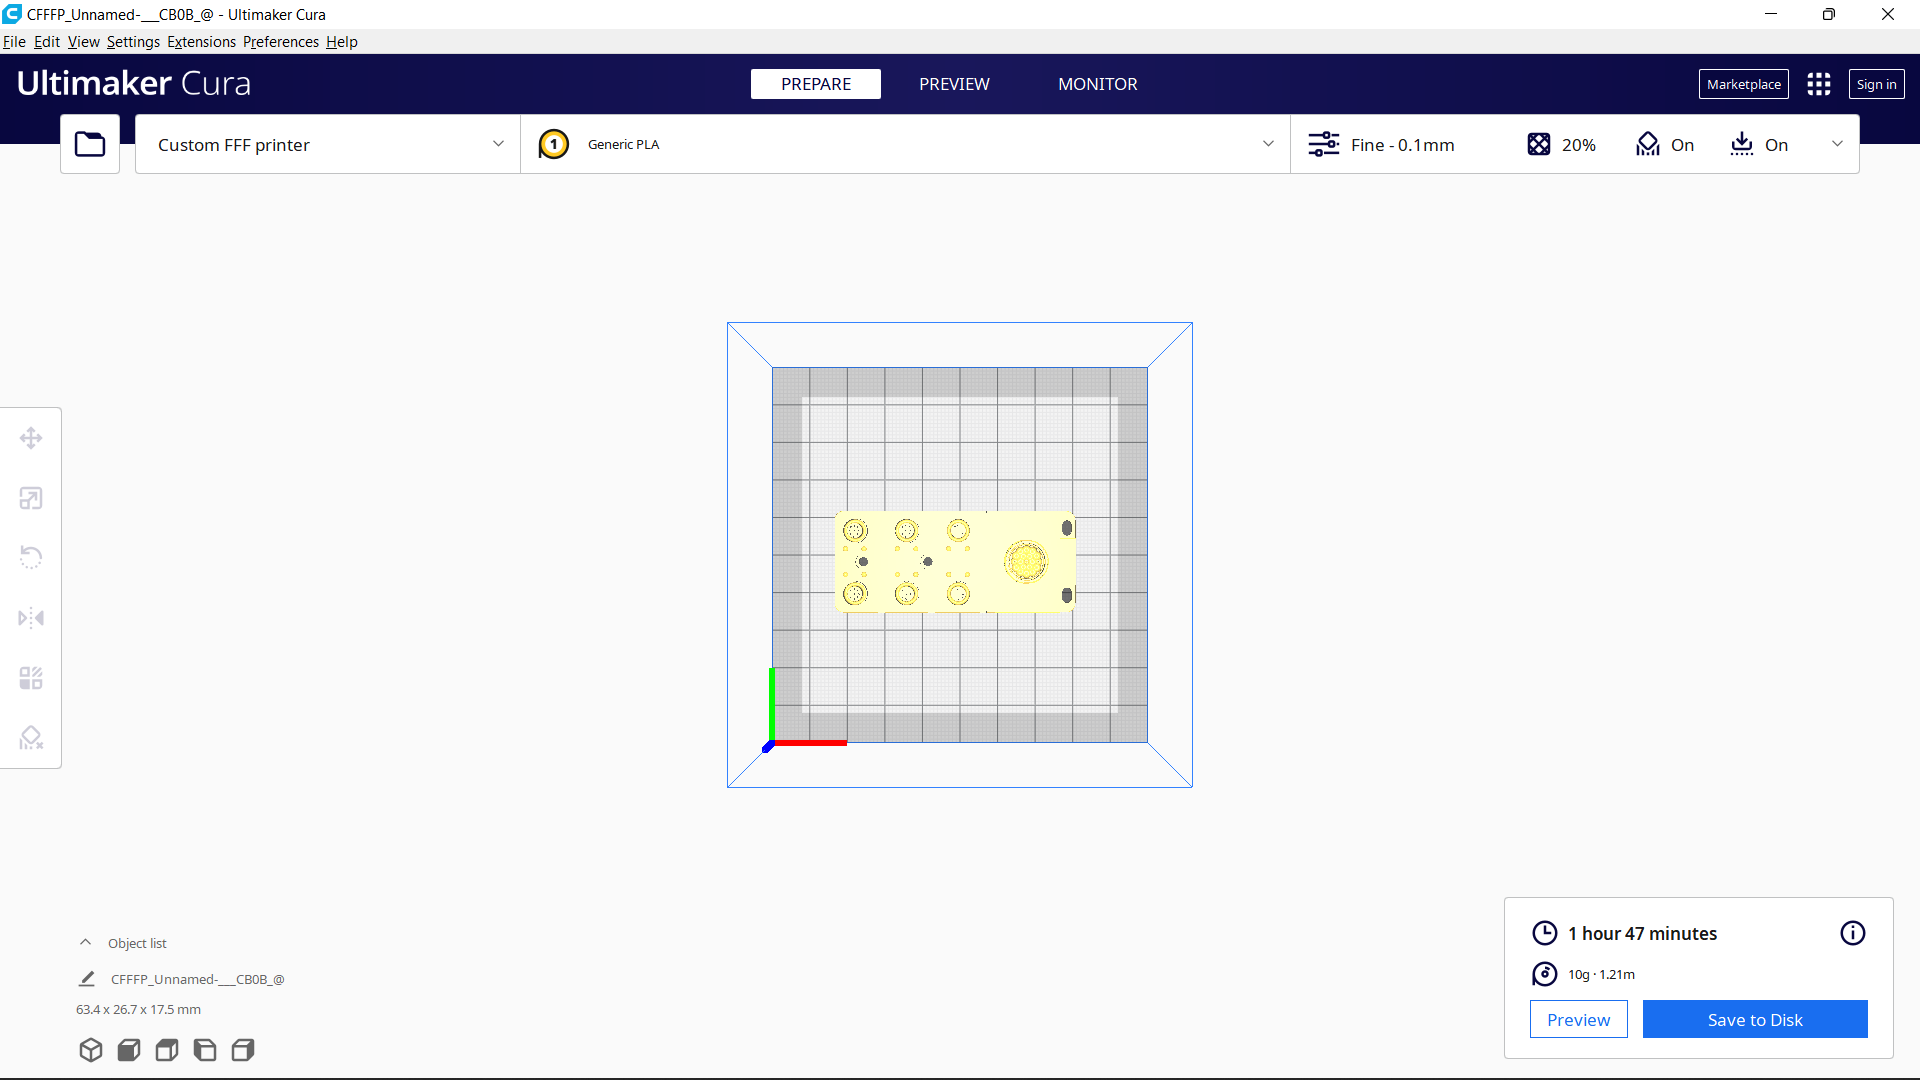 CFFFP_Unnamed-___CB0B_@ - Ultimaker Cura
File Edit View Settings Extensions Preferences Help
Ultimaker Cura
PREPARE PREVIEW MONITOR
Marketplace
Sign in
Custom FFF printer
1 Generic PLA
Fine - 0.1mm 20% On On
Object list
CFFFP_Unnamed-___CB0B_@
63.4 x 26.7 x 17.5 mm
1 hour 47 minutes
10g · 1.21m
Preview Save to Disk